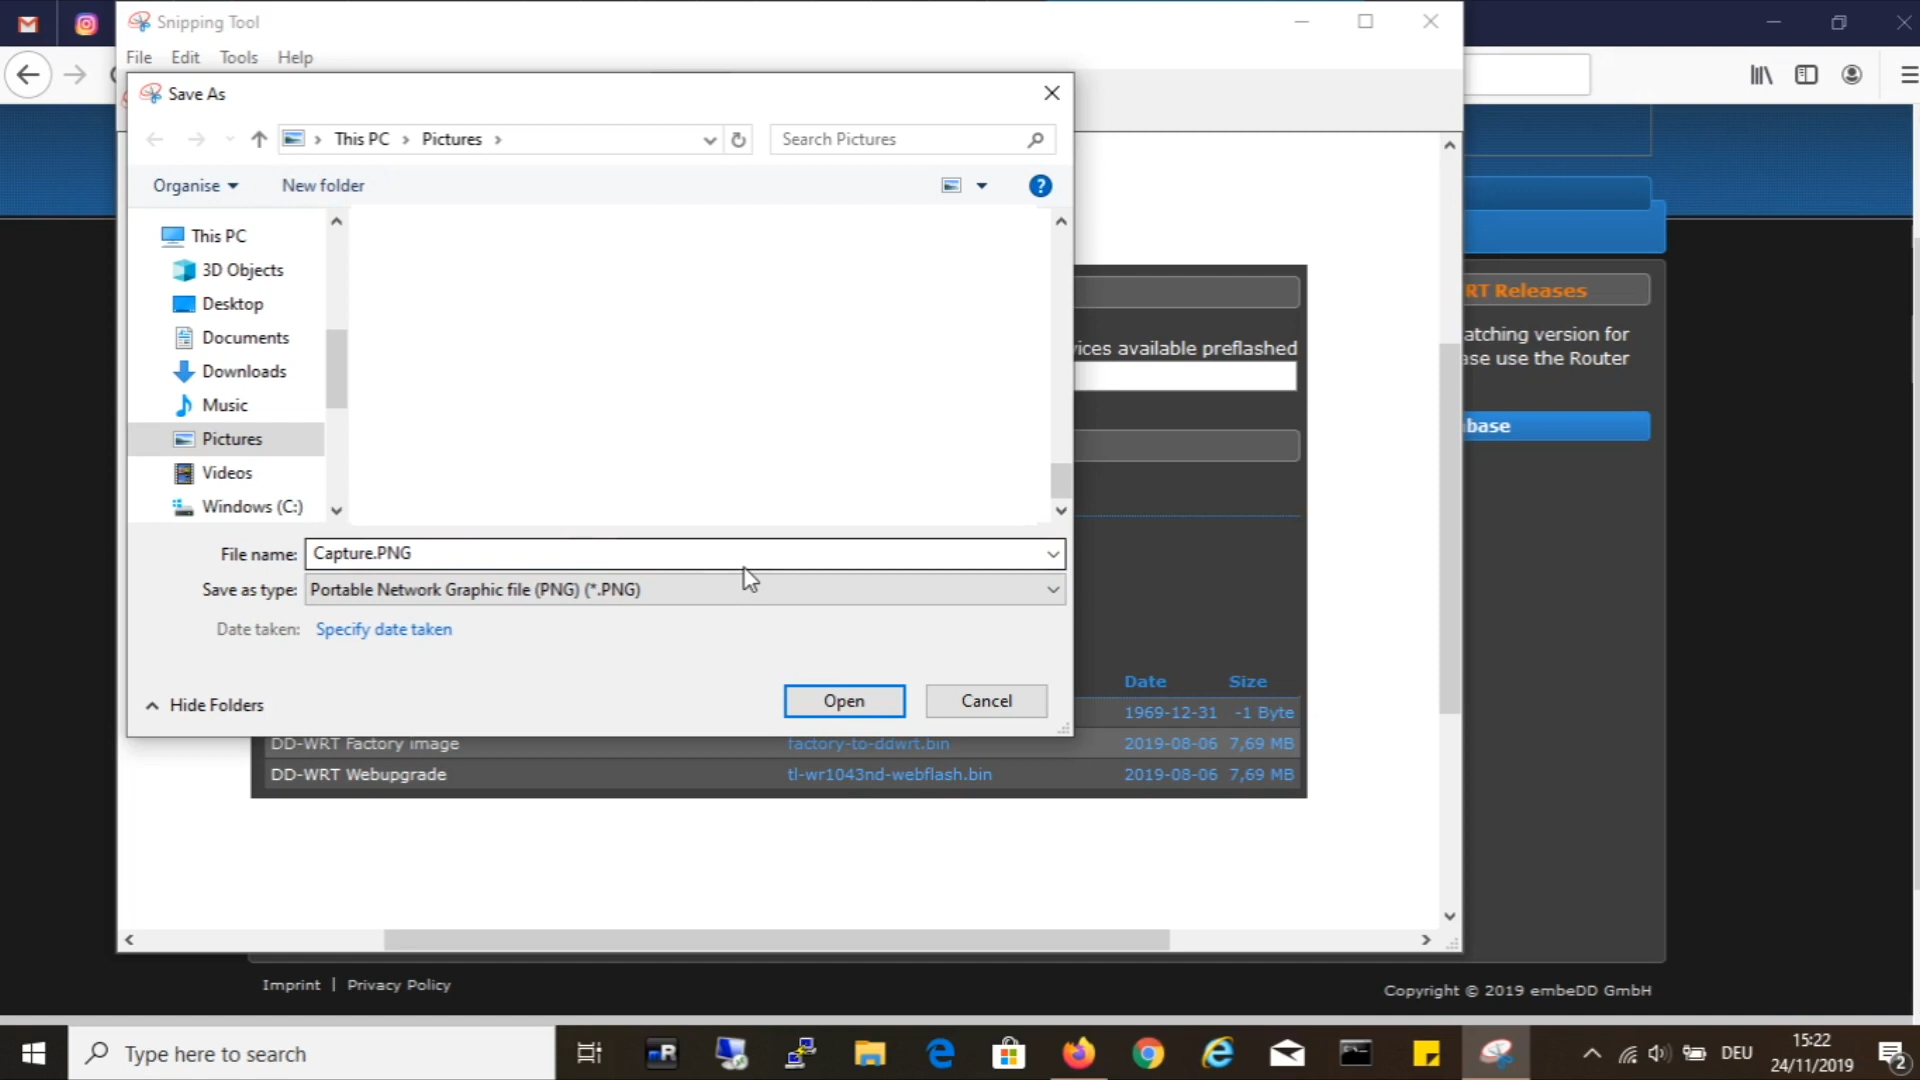 Snipping Tool
File Edit Tools Help
Save As
This PC Pictures
Search Pictures
Organise
New folder
This PC
3D Objects
Desktop
Documents
Downloads
Music
Pictures
Videos
Windows (C:)
File name: Capture.PNG
Save as type: Portable Network Graphic file (PNG) (*.PNG)
Date taken: Specify date taken
Hide Folders
Open
Cancel
vices available preflashed
RT Releases
atching version for
ase use the Router
base
Date Size
1969-12-31 -1 Byte
DD-WRT Factory image factory-to-ddwrt.bin 2019-08-06 7,69 MB
DD-WRT Webupgrade tl-wr1043nd-webflash.bin 2019-08-06 7,69 MB
Imprint | Privacy Policy
Copyright © 2019 embeDD GmbH
Type here to search
DEU
15:22
24/11/2019
2